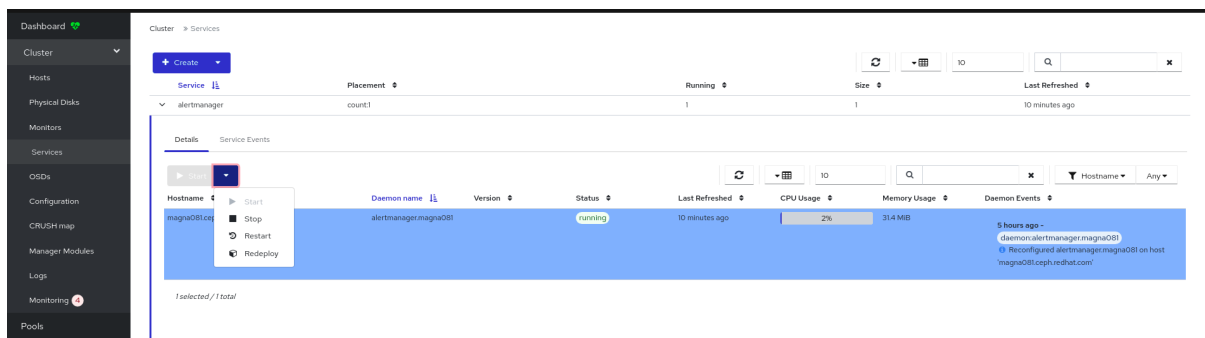 Dashboard
Cluster
Hosts
Physical Disks
Monitors
Services
OSDs
Configuration
CRUSH map
Manager Modules
Logs
Monitoring 4
Pools
Cluster » Services
+ Create
10
Service Placement Running Size Last Refreshed
alertmanager count:1 1 1 10 minutes ago
Details Service Events
Start
10
Hostname Any
Hostname Daemon name Version Status Last Refreshed CPU Usage Memory Usage Daemon Events
magna081.cep alertmanager.magna081 running 10 minutes ago 2% 31.4 MiB
Start
Stop
Restart
Redeploy
5 hours ago -
daemon:alertmanager.magna081
Reconfigured alertmanager.magna081 on host
'magna081.ceph.redhat.com'
1 selected / 1 total